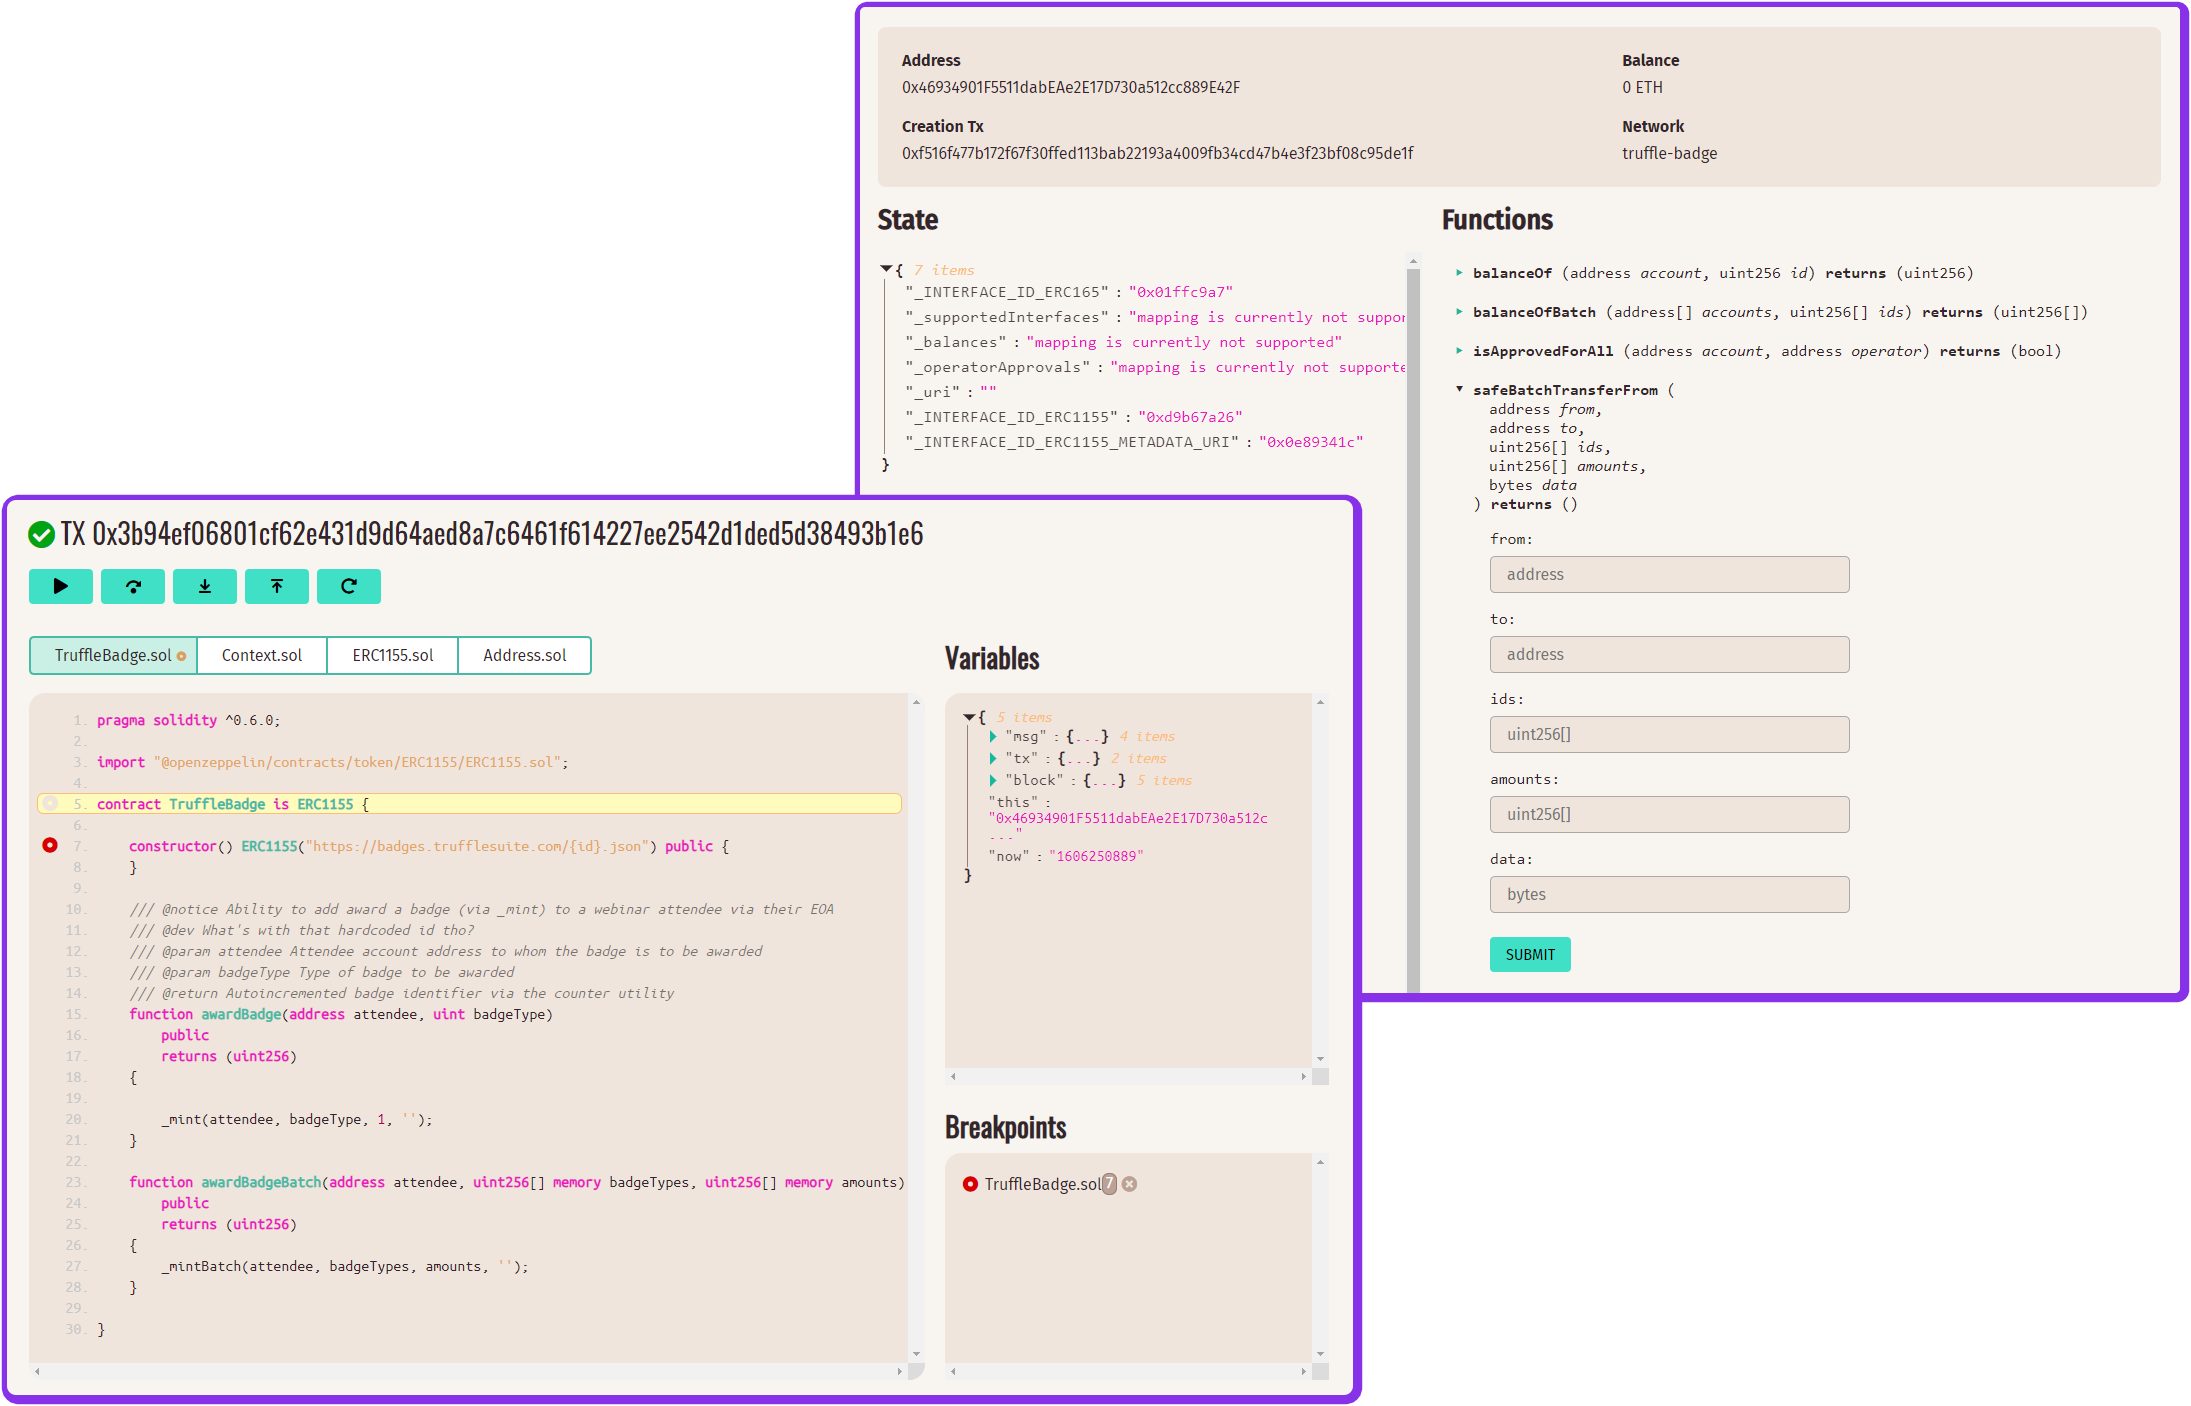 Address
0x46934901F5511dabEAe2E17D730a512cc889E42F
Balance
0 ETH
Creation Tx
0xf516f477b172f67f30ffed113bab22193a4009fb34cd47b4e3f23bf08c95de1f
Network
truffle-badge
State
{ 7 items
"_INTERFACE_ID_ERC165" : "0x01ffc9a7"
"_supportedInterfaces" : "mapping is currently not suppor
"_balances" : "mapping is currently not supported"
"_operatorApprovals" : "mapping is currently not supporte
"_uri" : ""
"_INTERFACE_ID_ERC1155" : "0xd9b67a26"
"_INTERFACE_ID_ERC1155_METADATA_URI" : "0x0e89341c"
}
Functions
balanceOf (address account, uint256 id) returns (uint256)
balanceOfBatch (address[] accounts, uint256[] ids) returns (uint256[])
isApprovedForAll (address account, address operator) returns (bool)
safeBatchTransferFrom (
address from,
address to,
uint256[] ids,
uint256[] amounts,
bytes data
) returns ()
from:
address
to:
address
ids:
uint256[]
amounts:
uint256[]
data:
bytes
SUBMIT
TX 0x3b94ef06801cf62e431d9d64aed8a7c6461f614227ee2542d1ded5d38493b1e6
TruffleBadge.sol
Context.sol
ERC1155.sol
Address.sol
1. pragma solidity ^0.6.0;
2.
3. import "@openzeppelin/contracts/token/ERC1155/ERC1155.sol";
4.
5. contract TruffleBadge is ERC1155 {
6.
7. constructor() ERC1155("https://badges.trufflesuite.com/{id}.json") public {
8. }
9.
10. /// @notice Ability to add award a badge (via _mint) to a webinar attendee via their EOA
11. /// @dev What's with that hardcoded id tho?
12. /// @param attendee Attendee account address to whom the badge is to be awarded
13. /// @param badgeType Type of badge to be awarded
14. /// @return Autoincremented badge identifier via the counter utility
15. function awardBadge(address attendee, uint badgeType)
16. public
17. returns (uint256)
18. {
19.
20. _mint(attendee, badgeType, 1, '');
21. }
22.
23. function awardBadgeBatch(address attendee, uint256[] memory badgeTypes, uint256[] memory amounts)
24. public
25. returns (uint256)
26. {
27. _mintBatch(attendee, badgeTypes, amounts, '');
28. }
29.
30. }
Variables
{ 5 items
"msg" : {...} 4 items
"tx" : {...} 2 items
"block" : {...} 5 items
"this" :
"0x46934901F5511dabEAe2E17D730a512c
..."
"now" : "1606250889"
}
Breakpoints
TruffleBadge.sol 7